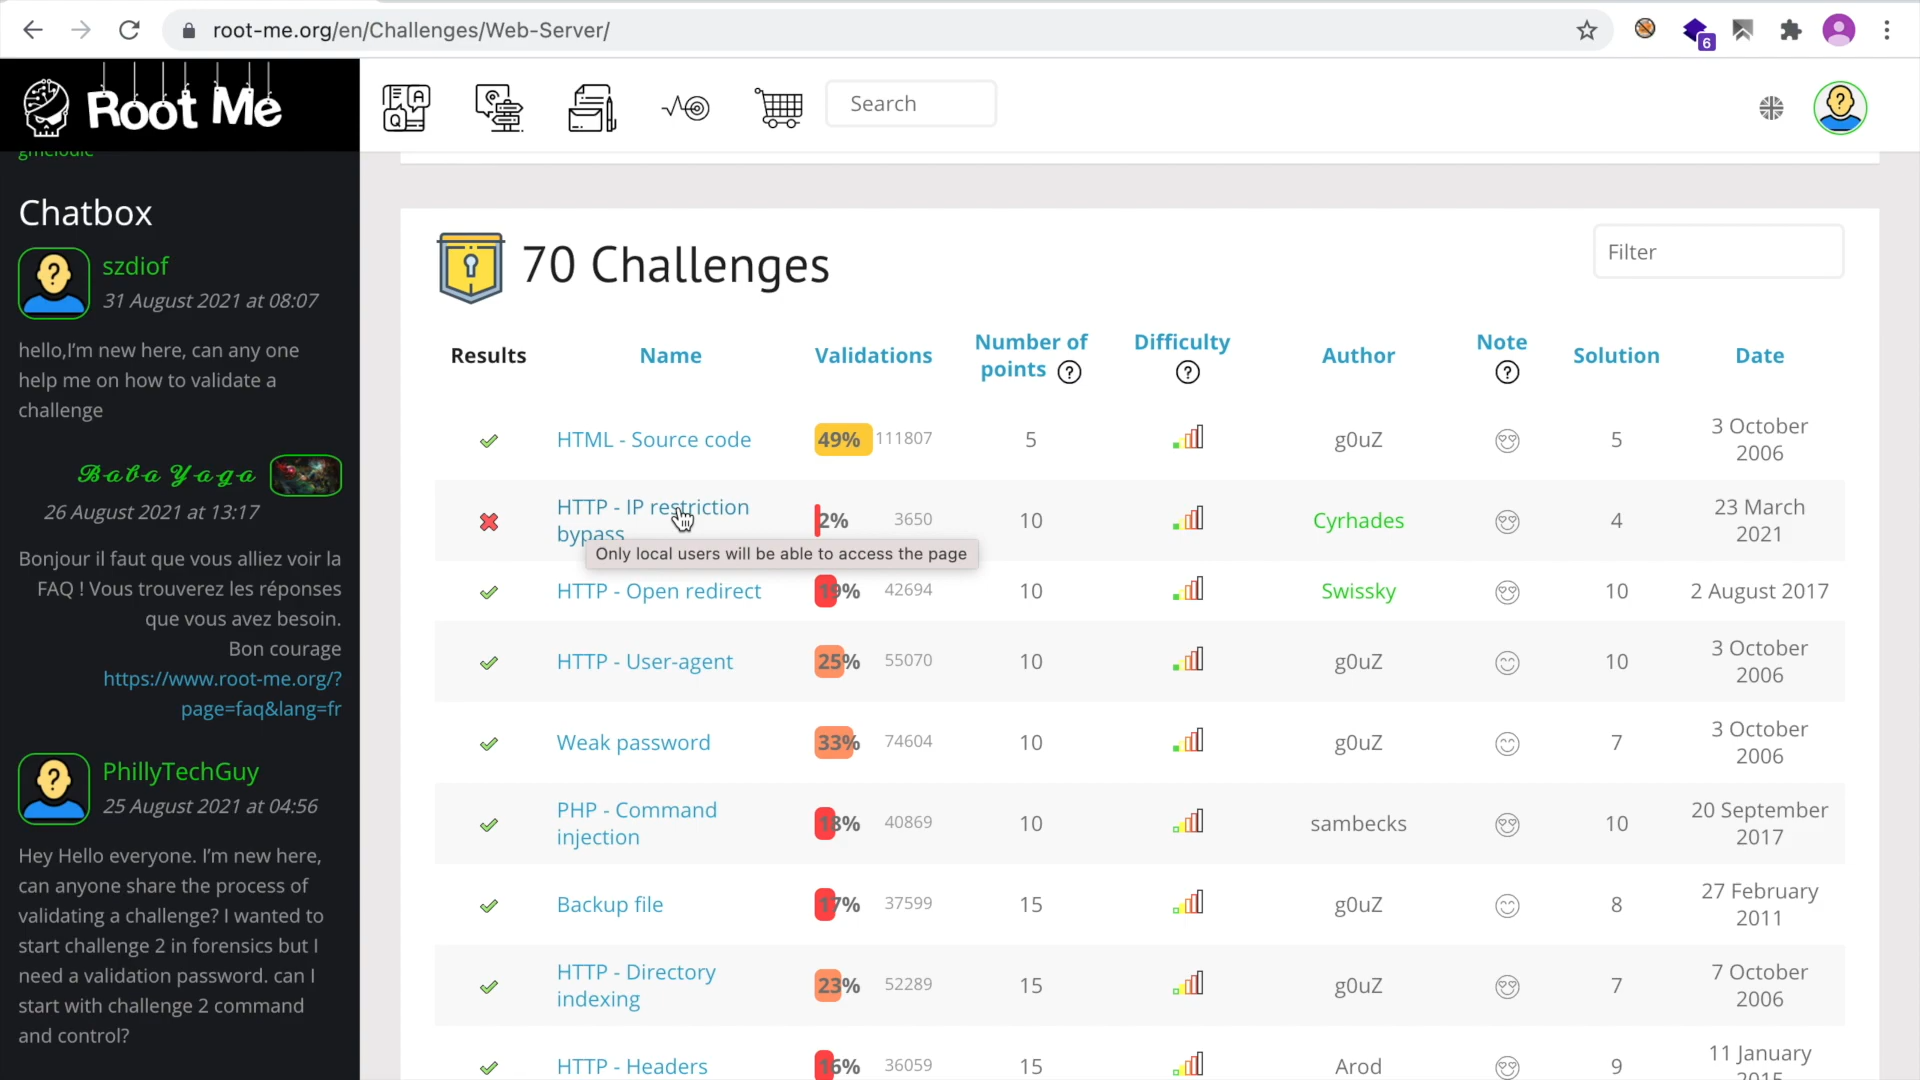 root-me.org/en/Challenges/Web-Server/
6
Root Me
Search
gmelodic
Chatbox
szdiof
31 August 2021 at 08:07
hello,I'm new here, can any one
help me on how to validate a
challenge
Baba Yaga
26 August 2021 at 13:17
Bonjour il faut que vous alliez voir la
FAQ ! Vous trouverez les réponses
que vous avez besoin.
Bon courage
https://www.root-me.org/?
page=faq&lang=fr
PhillyTechGuy
25 August 2021 at 04:56
Hey Hello everyone. I'm new here,
can anyone share the process of
validating a challenge? I wanted to
start challenge 2 in forensics but I
need a validation password. can I
start with challenge 2 command
and control?
70 Challenges
Filter
Results Name Validations Number of points ? Difficulty ? Author Note ? Solution Date
HTML - Source code 49% 111807 5 g0uZ 5 3 October 2006
HTTP - IP restriction bypass 2% 3650 10 Cyrhades 4 23 March 2021
Only local users will be able to access the page
HTTP - Open redirect 19% 42694 10 Swissky 10 2 August 2017
HTTP - User-agent 25% 55070 10 g0uZ 10 3 October 2006
Weak password 33% 74604 10 g0uZ 7 3 October 2006
PHP - Command injection 18% 40869 10 sambecks 10 20 September 2017
Backup file 17% 37599 15 g0uZ 8 27 February 2011
HTTP - Directory indexing 23% 52289 15 g0uZ 7 7 October 2006
HTTP - Headers 16% 36059 15 Arod 9 11 January